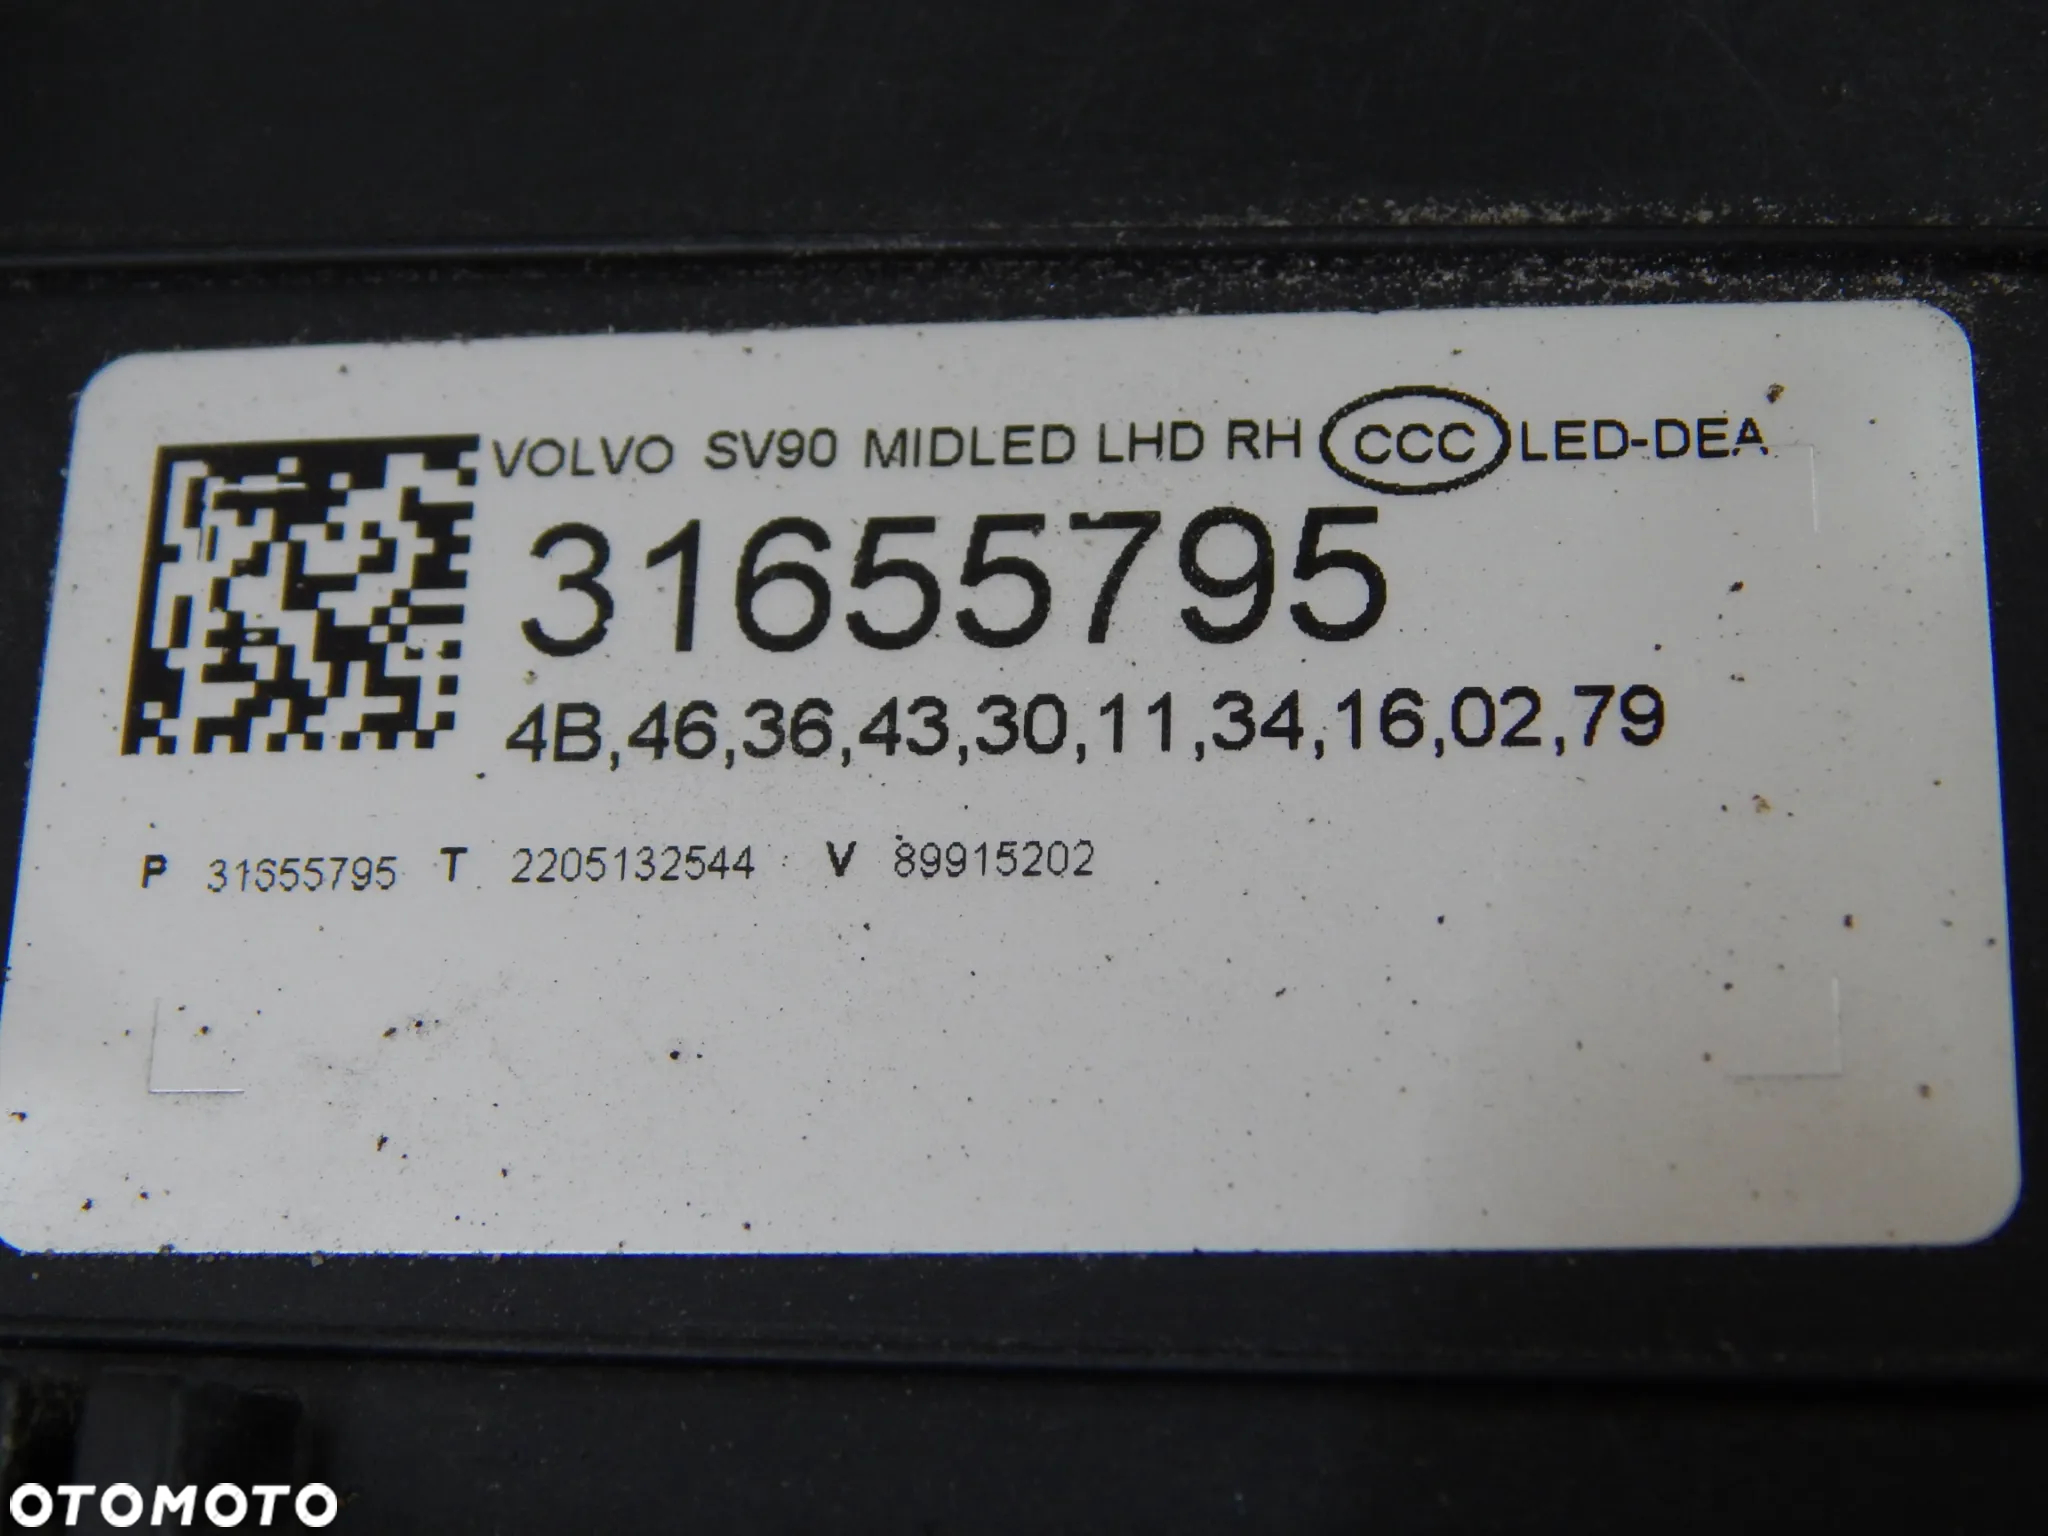 VOLVO SV90 MIDLED LHD RH CCC LED-DEA
31655795
4B,46,36,43,30,11,34,16,02,79
P 31655795 T 2205132544 V 89915202
OTOMOTO